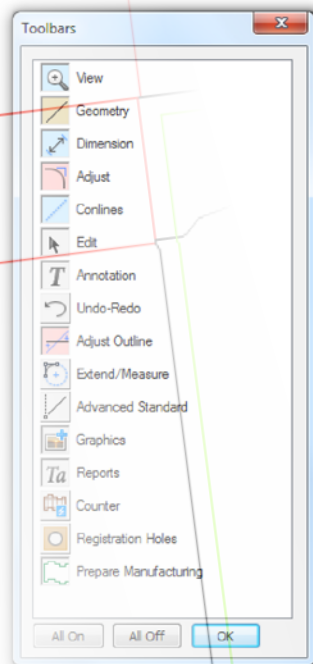 Toolbars
View
Geometry
Dimension
Adjust
Conlines
Edit
T Annotation
Undo-Redo
Adjust Outline
Extend/Measure
Advanced Standard
Graphics
Ta Reports
Counter
Registration Holes
Prepare Manufacturing
All On All Off OK